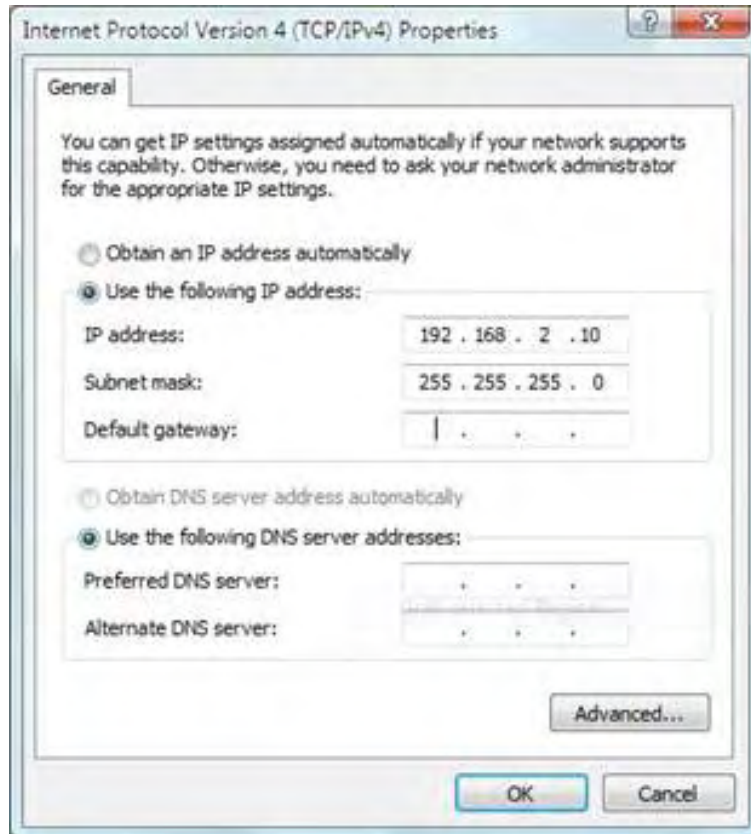 Internet Protocol Version 4 (TCP/IPv4) Properties
General
You can get IP settings assigned automatically if your network supports
this capability. Otherwise, you need to ask your network administrator
for the appropriate IP settings.
Obtain an IP address automatically
Use the following IP address:
IP address: 192 . 168 . 2 . 10
Subnet mask: 255 . 255 . 255 . 0
Default gateway: . . .
Obtain DNS server address automatically
Use the following DNS server addresses:
Preferred DNS server: . . .
Alternate DNS server: . . .
Advanced...
OK Cancel